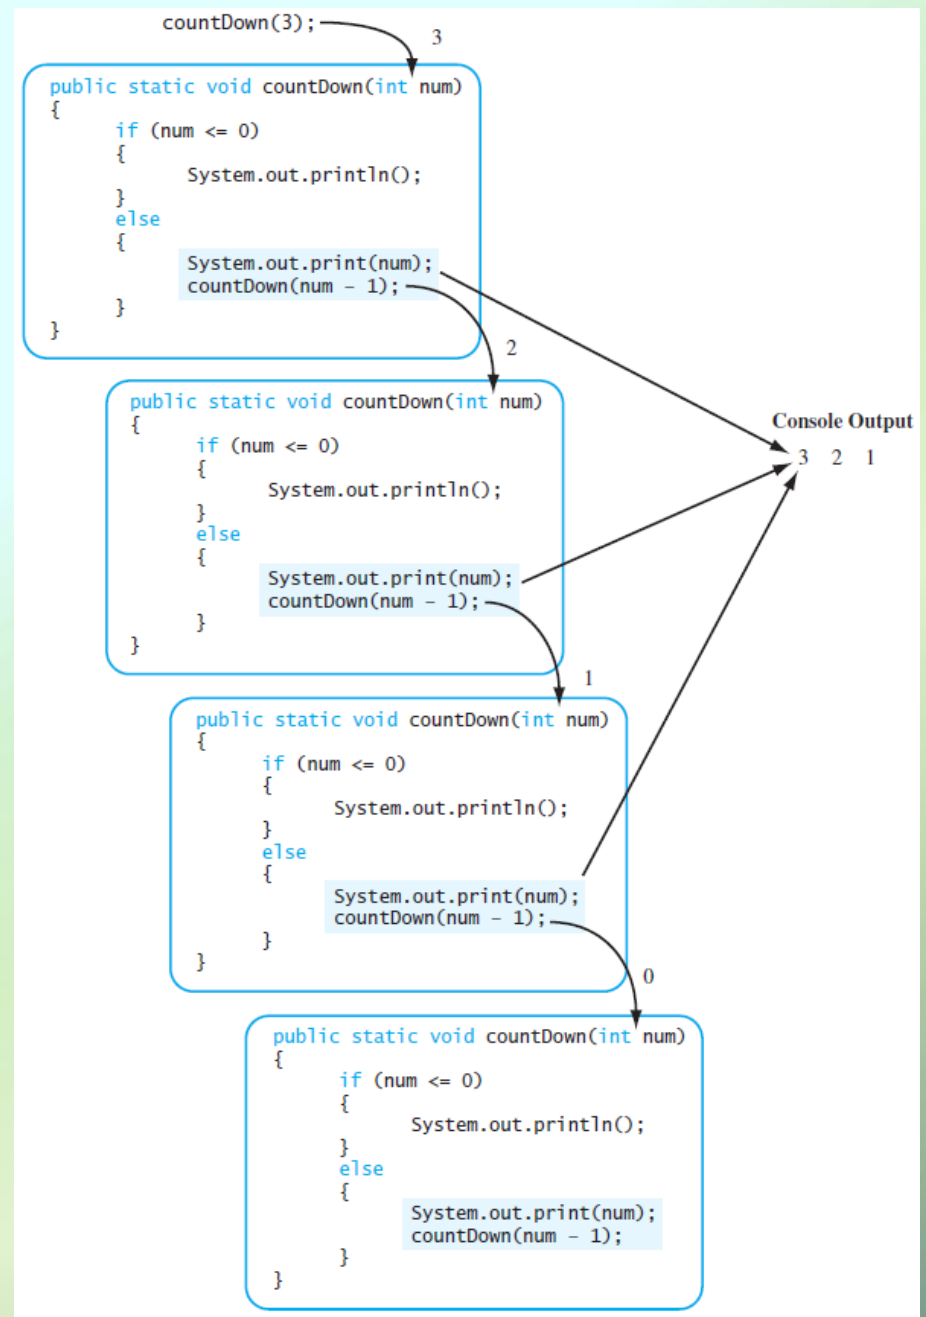 countDown(3);
3
public static void countDown(int num)
{
if (num <= 0)
{
System.out.println();
}
else
{
System.out.print(num);
countDown(num – 1);
}
}
2
public static void countDown(int num)
{
if (num <= 0)
{
System.out.println();
}
else
{
System.out.print(num);
countDown(num – 1);
}
}
Console Output
3 2 1
1
public static void countDown(int num)
{
if (num <= 0)
{
System.out.println();
}
else
{
System.out.print(num);
countDown(num – 1);
}
}
0
public static void countDown(int num)
{
if (num <= 0)
{
System.out.println();
}
else
{
System.out.print(num);
countDown(num – 1);
}
}